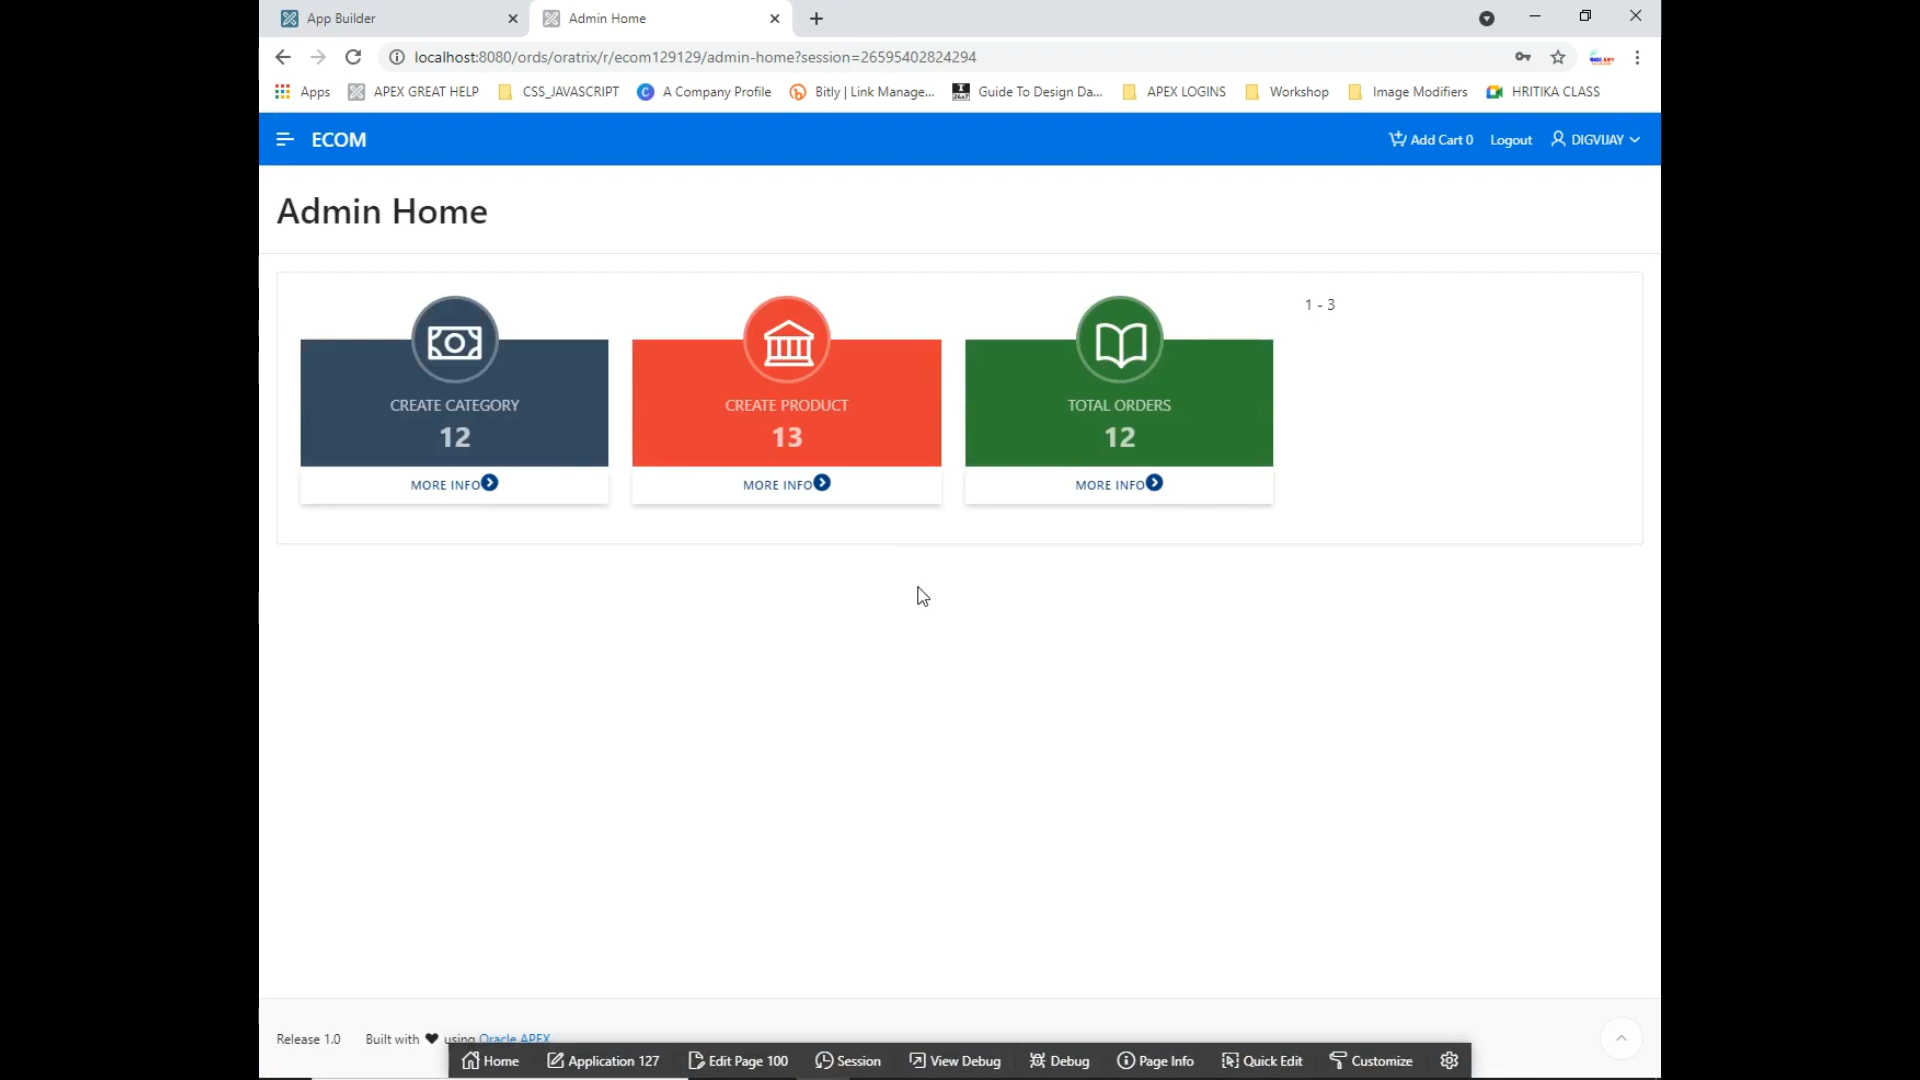 App Builder
Admin Home
localhost:8080/ords/oratrix/r/ecom129129/admin-home?session=26595402824294
Apps APEX GREAT HELP CSS_JAVASCRIPT A Company Profile Bitly | Link Manage... Guide To Design Da... APEX LOGINS Workshop Image Modifiers HRITIKA CLASS
ECOM
Add Cart 0 Logout DIGVIJAY
Admin Home
CREATE CATEGORY
12
MORE INFO
CREATE PRODUCT
13
MORE INFO
TOTAL ORDERS
12
MORE INFO
1 - 3
Release 1.0 Built with ♥ using Oracle APEX
Home Application 127 Edit Page 100 Session View Debug Debug Page Info Quick Edit Customize